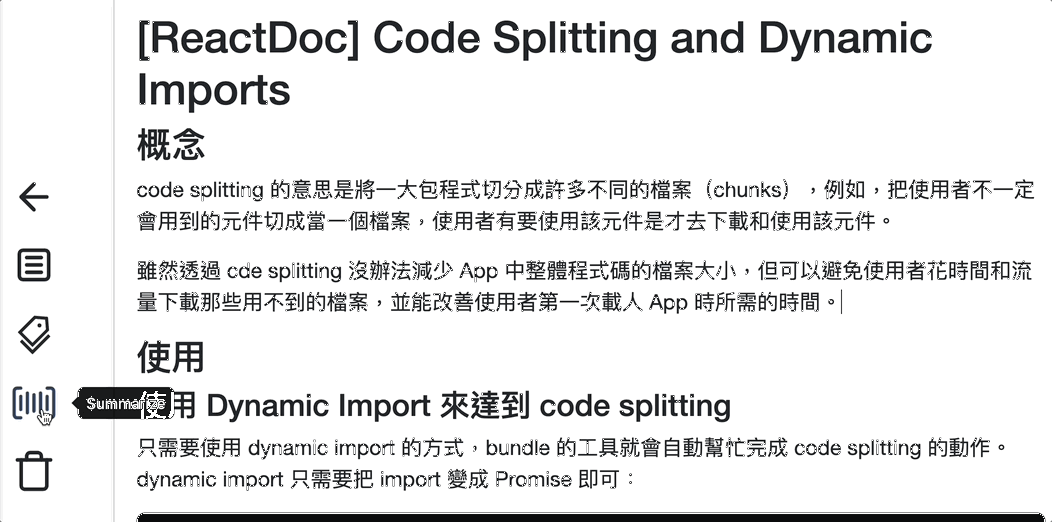 [ReactDoc] Code Splitting and Dynamic
Imports
概念
code splitting 的意思是將一大包程式切分成許多不同的檔案（chunks），例如，把使用者不一定
會用到的元件切成當一個檔案，使用者有要使用該元件是才去下載和使用該元件。
雖然透過 cde splitting 沒辦法減少 App 中整體程式碼的檔案大小，但可以避免使用者花時間和流
量下載那些用不到的檔案，並能改善使用者第一次載人 App 時所需的時間。
使用
Summarize
使用 Dynamic Import 來達到 code splitting
只需要使用 dynamic import 的方式，bundle 的工具就會自動幫忙完成 code splitting 的動作。
dynamic import 只需要把 import 變成 Promise 即可：